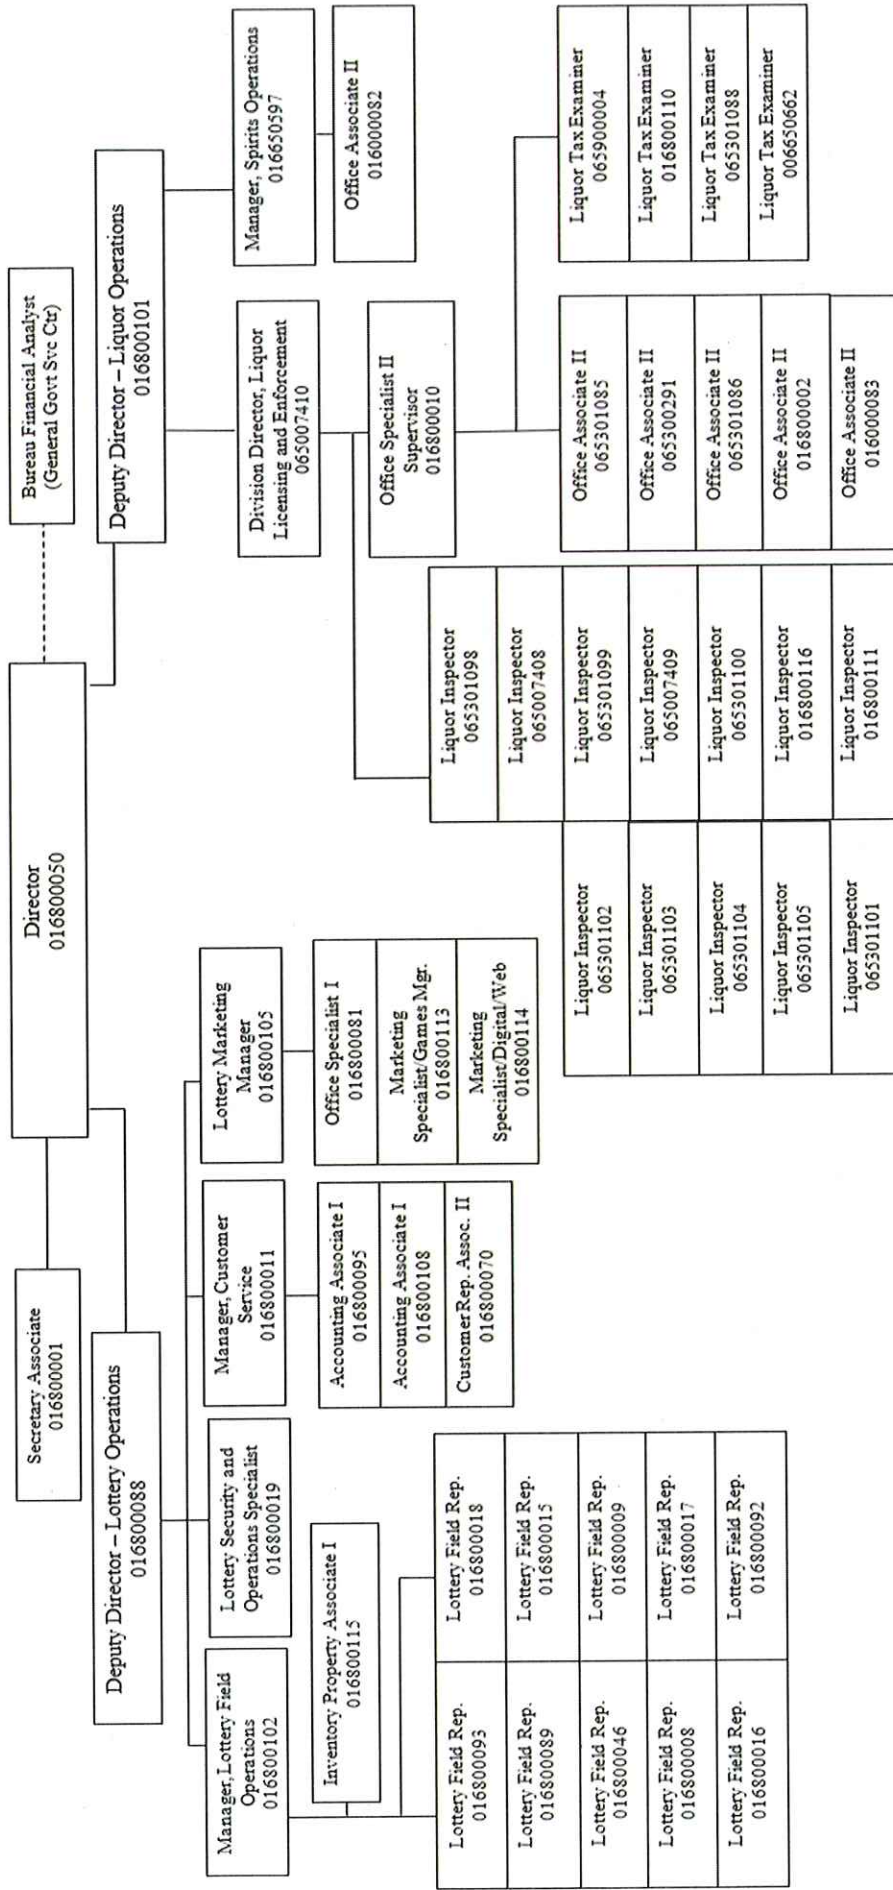 Director
016800050
Bureau Financial Analyst
(General Govt Svc Ctr)
Secretary Associate
016800001
Deputy Director – Lottery Operations
016800088
Deputy Director – Liquor Operations
016800101
Manager, Lottery Field
Operations
016800102
Lottery Security and
Operations Specialist
016800019
Manager, Customer
Service
016800011
Lottery Marketing
Manager
016800105
Division Director, Liquor
Licensing and Enforcement
065007410
Manager, Spirits Operations
016650597
Inventory Property Associate I
016800115
Accounting Associate I
016800095
Accounting Associate I
016800108
Customer Rep. Assoc. II
016800070
Office Specialist I
016800081
Marketing
Specialist/Games Mgr.
016800113
Marketing
Specialist/Digital/Web
016800114
Office Specialist II
Supervisor
016800010
Office Associate II
016000082
Lottery Field Rep.
016800093
Lottery Field Rep.
016800089
Lottery Field Rep.
016800046
Lottery Field Rep.
016800008
Lottery Field Rep.
016800016
Lottery Field Rep.
016800018
Lottery Field Rep.
016800015
Lottery Field Rep.
016800009
Lottery Field Rep.
016800017
Lottery Field Rep.
016800092
Liquor Inspector
065301102
Liquor Inspector
065301103
Liquor Inspector
065301104
Liquor Inspector
065301105
Liquor Inspector
065301101
Liquor Inspector
065301098
Liquor Inspector
065007408
Liquor Inspector
065301099
Liquor Inspector
065007409
Liquor Inspector
065301100
Liquor Inspector
016800116
Liquor Inspector
016800111
Office Associate II
065301085
Office Associate II
065300291
Office Associate II
065301086
Office Associate II
016800002
Office Associate II
016000083
Liquor Tax Examiner
065900004
Liquor Tax Examiner
016800110
Liquor Tax Examiner
065301088
Liquor Tax Examiner
006650662